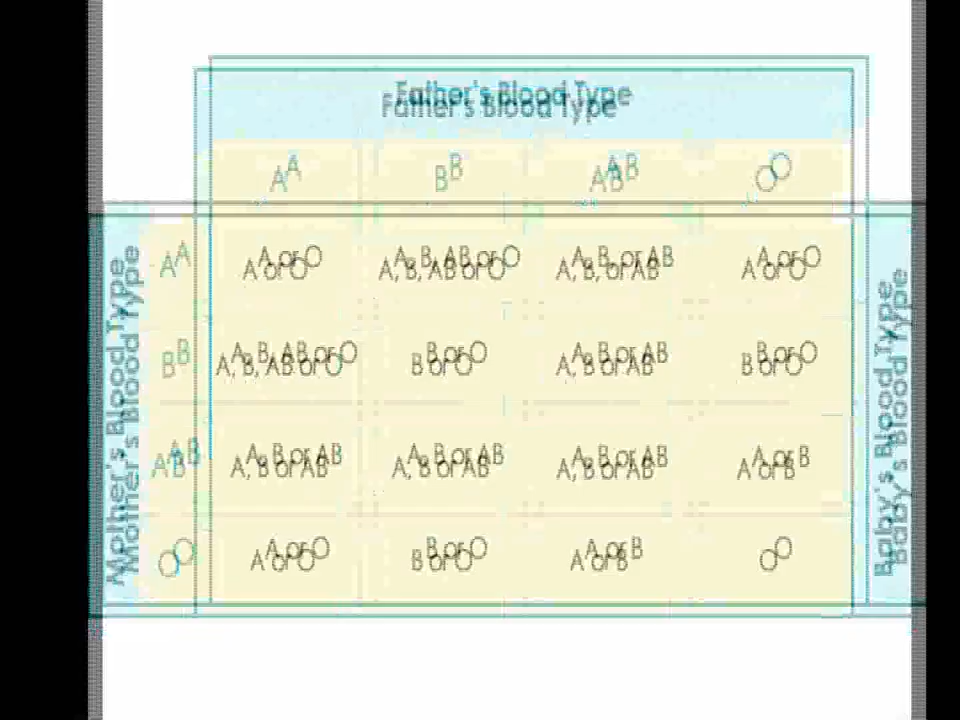 Father's Blood Type
A B AB O
A A or O A, B, AB or O A, B or AB A or O
B A, B, AB or O B or O A, B or AB B or O
AB A, B or AB A, B or AB A, B or AB A or B
O A or O B or O A or B O
Mother's Blood Type
Baby's Blood Type